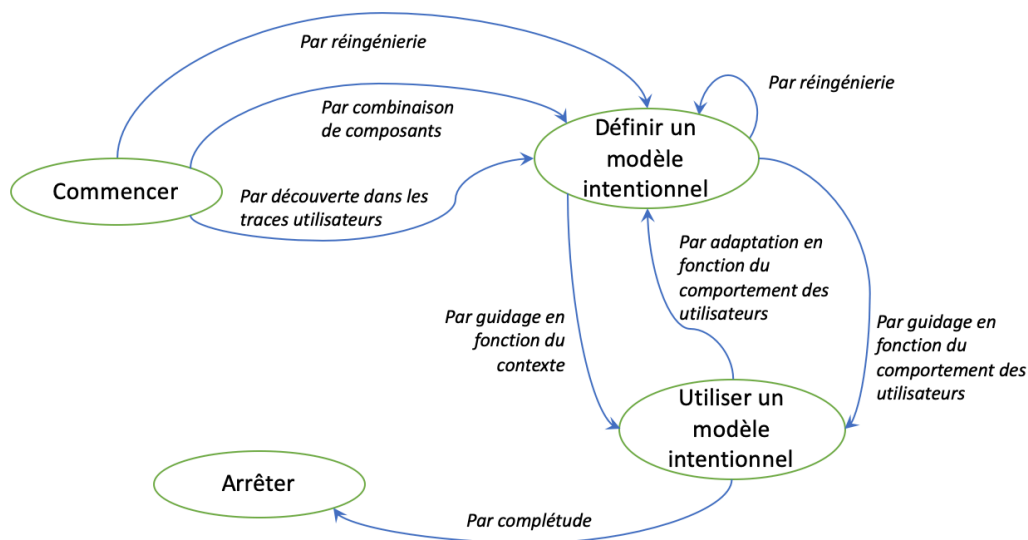 Par réingénierie
Par combinaison
de composants
Par réingénierie
Définir un
modèle
intentionnel
Commencer
Par découverte dans les
traces utilisateurs
Par adaptation en
fonction du
comportement des
utilisateurs
Par guidage en
fonction du
contexte
Par guidage en
fonction du
comportement des
utilisateurs
Utiliser un
modèle
intentionnel
Arrêter
Par complétude